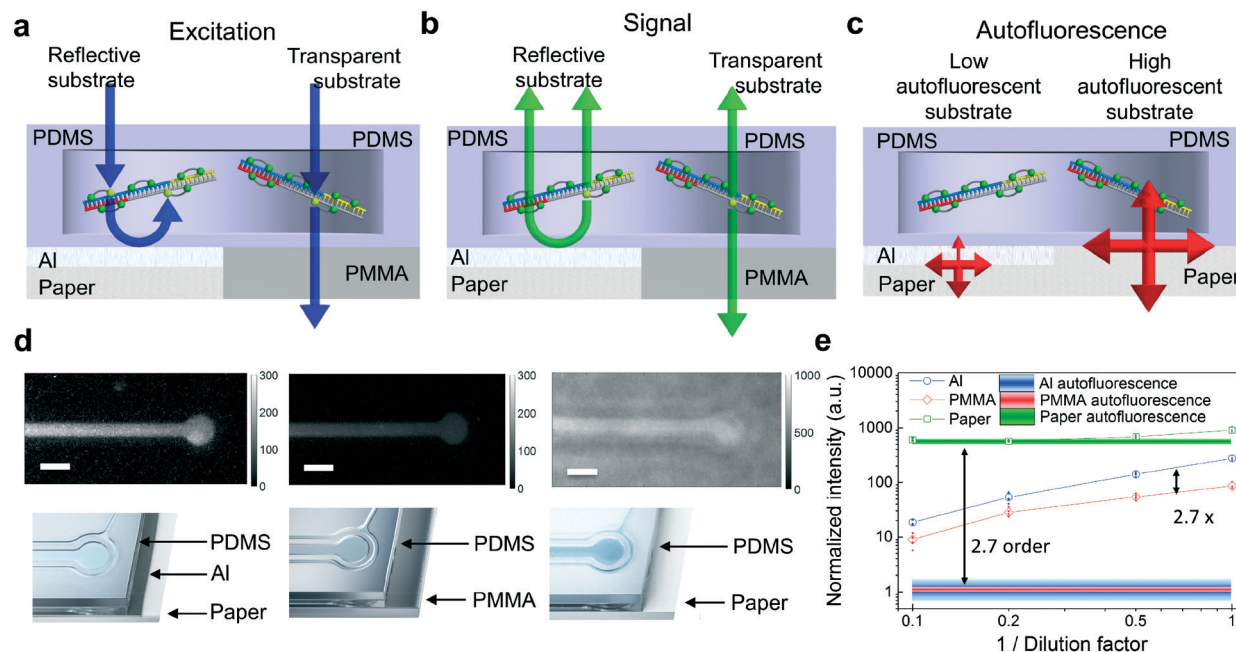 a
Excitation
Reflective
substrate
Transparent
substrate
PDMS
PDMS
Al
Paper
PMMA
b
Signal
Reflective
substrate
Transparent
substrate
PDMS
PDMS
Al
Paper
PMMA
c
Autofluorescence
Low
autofluorescent
substrate
High
autofluorescent
substrate
PDMS
PDMS
Al
Paper
Paper
d
300
200
100
0
300
200
100
0
1000
500
0
PDMS
Al
Paper
PDMS
PMMA
PDMS
Paper
e
Normalized intensity (a.u.)
10000
1000
100
10
1
Al
PMMA
Paper
Al autofluorescence
PMMA autofluorescence
Paper autofluorescence
2.7 order
2.7 x
0.1
0.2
0.5
1
1 / Dilution factor